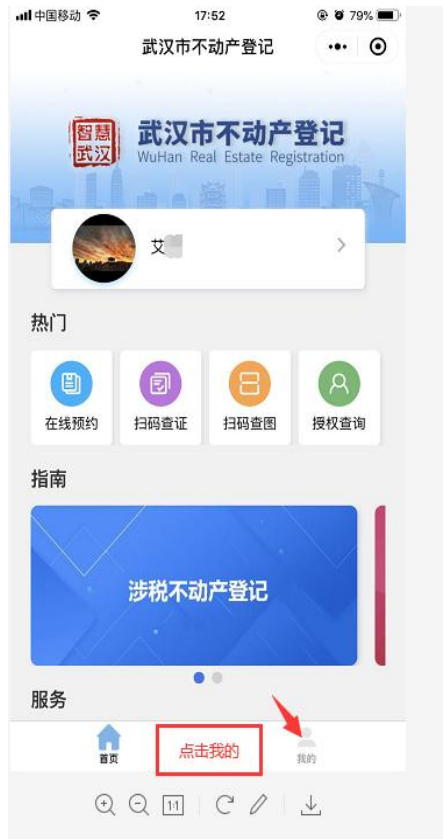 中国移动 17:52 79%
武汉市不动产登记
智慧
武汉
武汉市不动产登记
WuHan Real Estate Registration
艾
热门
在线预约 扫码查证 扫码查图 授权查询
指南
涉税不动产登记
服务
首页 点击我的 我的
1:1